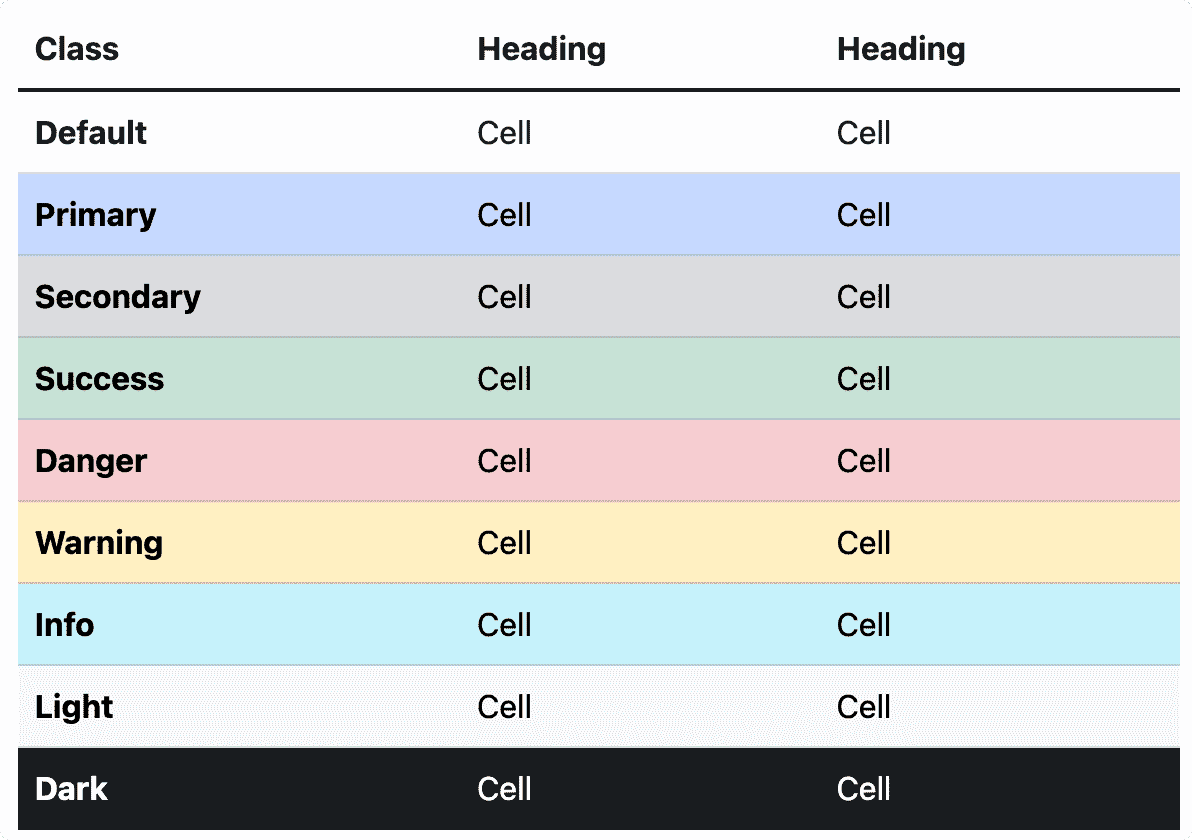 Class Heading Heading
Default Cell Cell
Primary Cell Cell
Secondary Cell Cell
Success Cell Cell
Danger Cell Cell
Warning Cell Cell
Info Cell Cell
Light Cell Cell
Dark Cell Cell